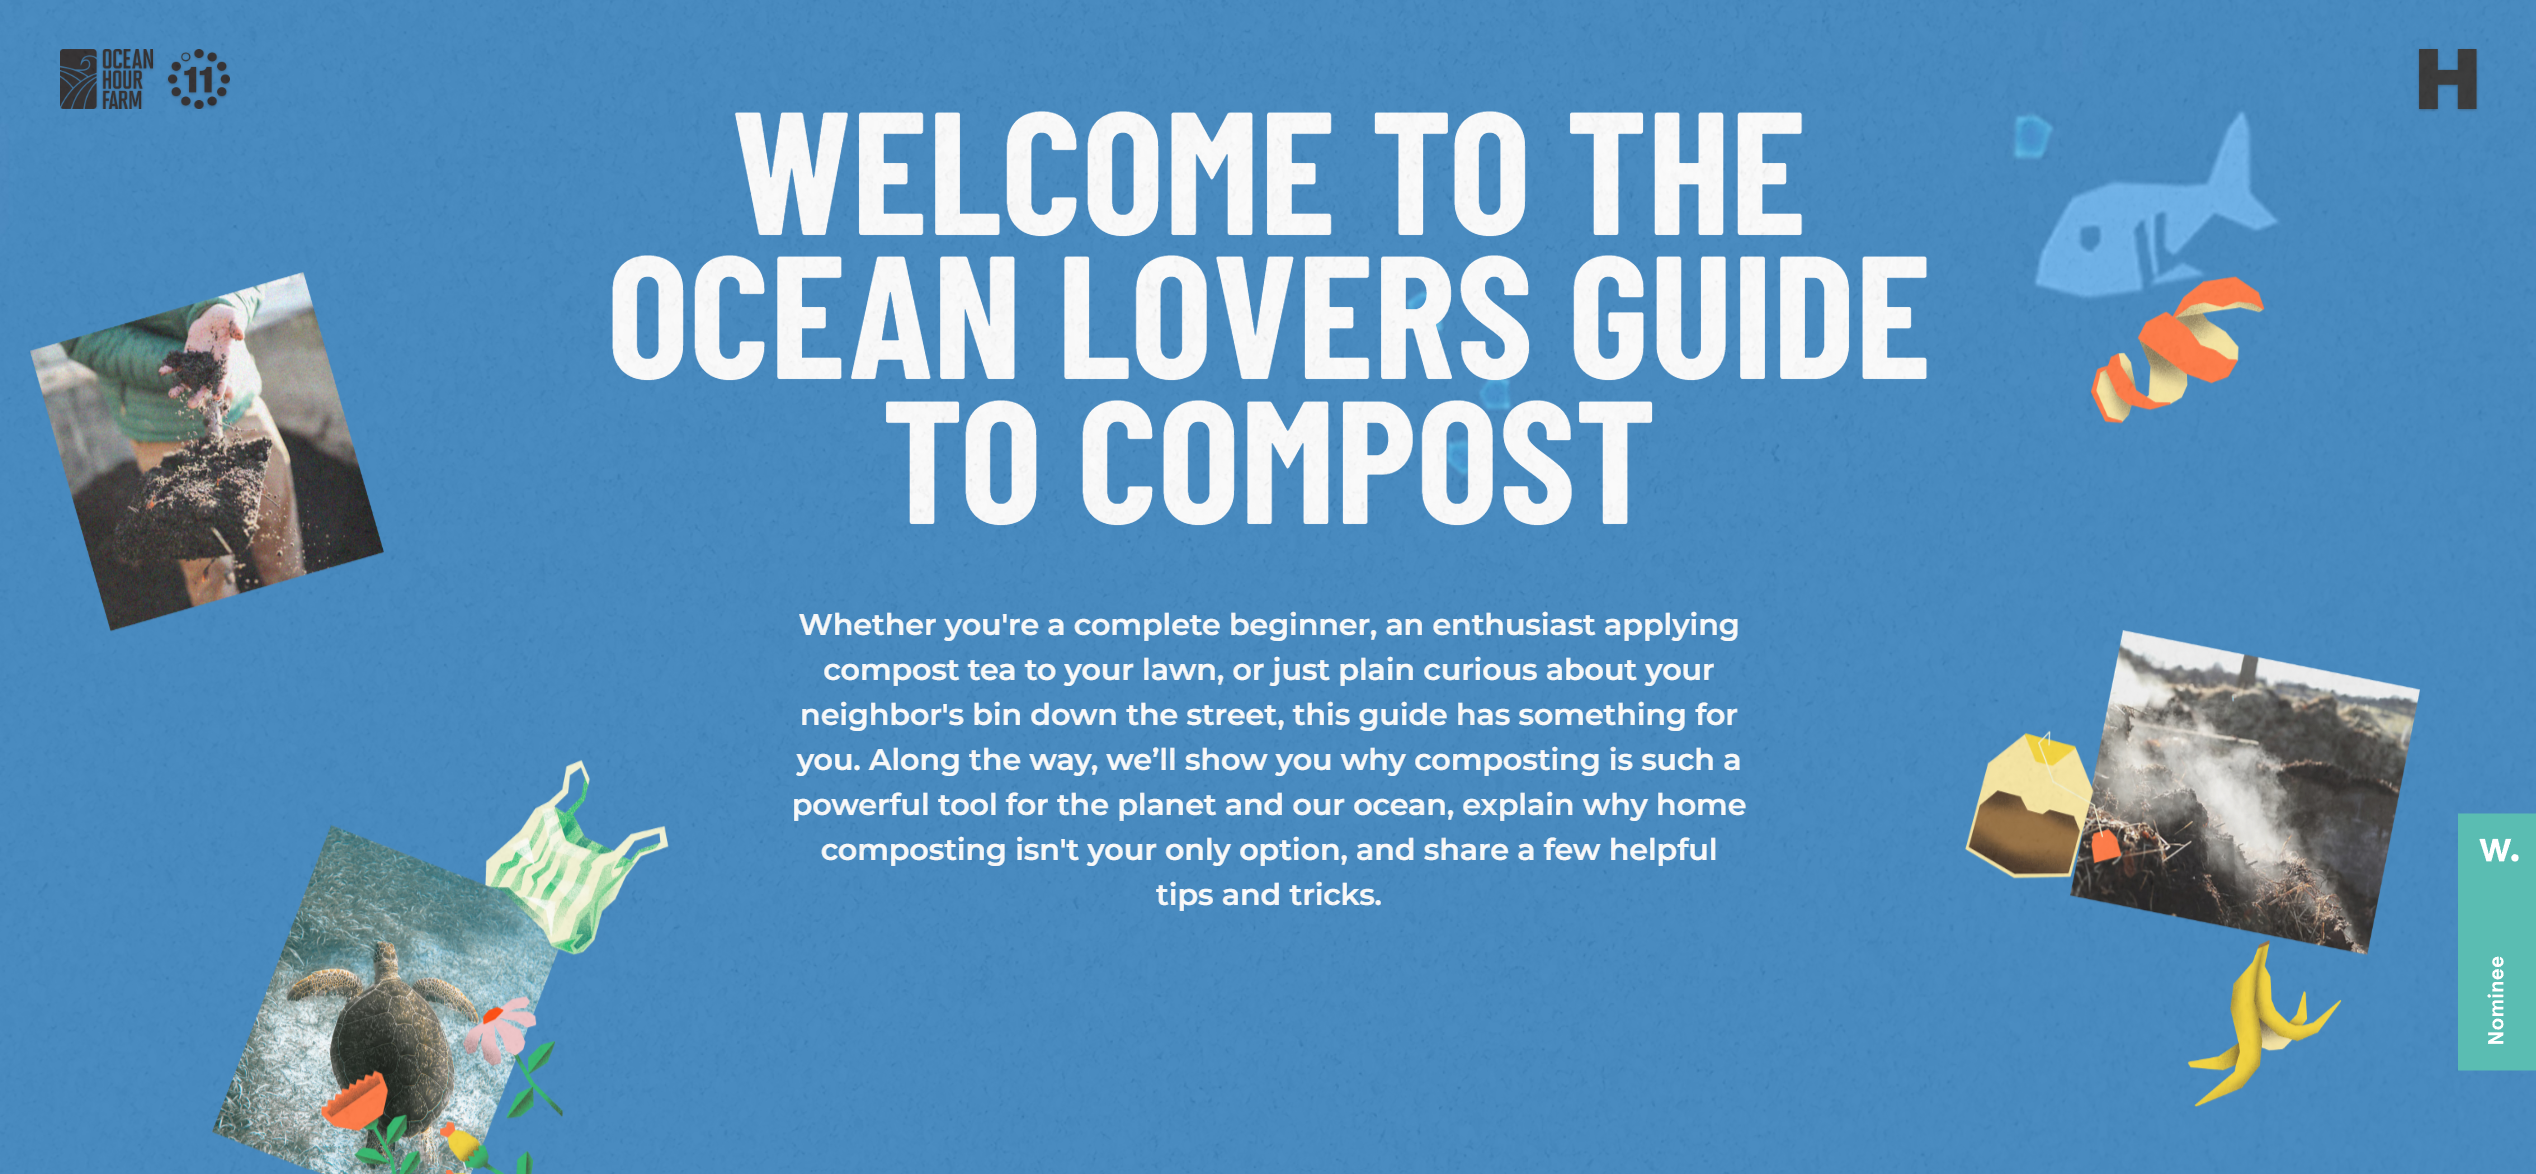 OCEAN
HOUR
FARM
11
H
WELCOME TO THE
OCEAN LOVERS GUIDE
TO COMPOST
Whether you're a complete beginner, an enthusiast applying
compost tea to your lawn, or just plain curious about your
neighbor's bin down the street, this guide has something for
you. Along the way, we’ll show you why composting is such a
powerful tool for the planet and our ocean, explain why home
composting isn't your only option, and share a few helpful
tips and tricks.
W.
Nominee